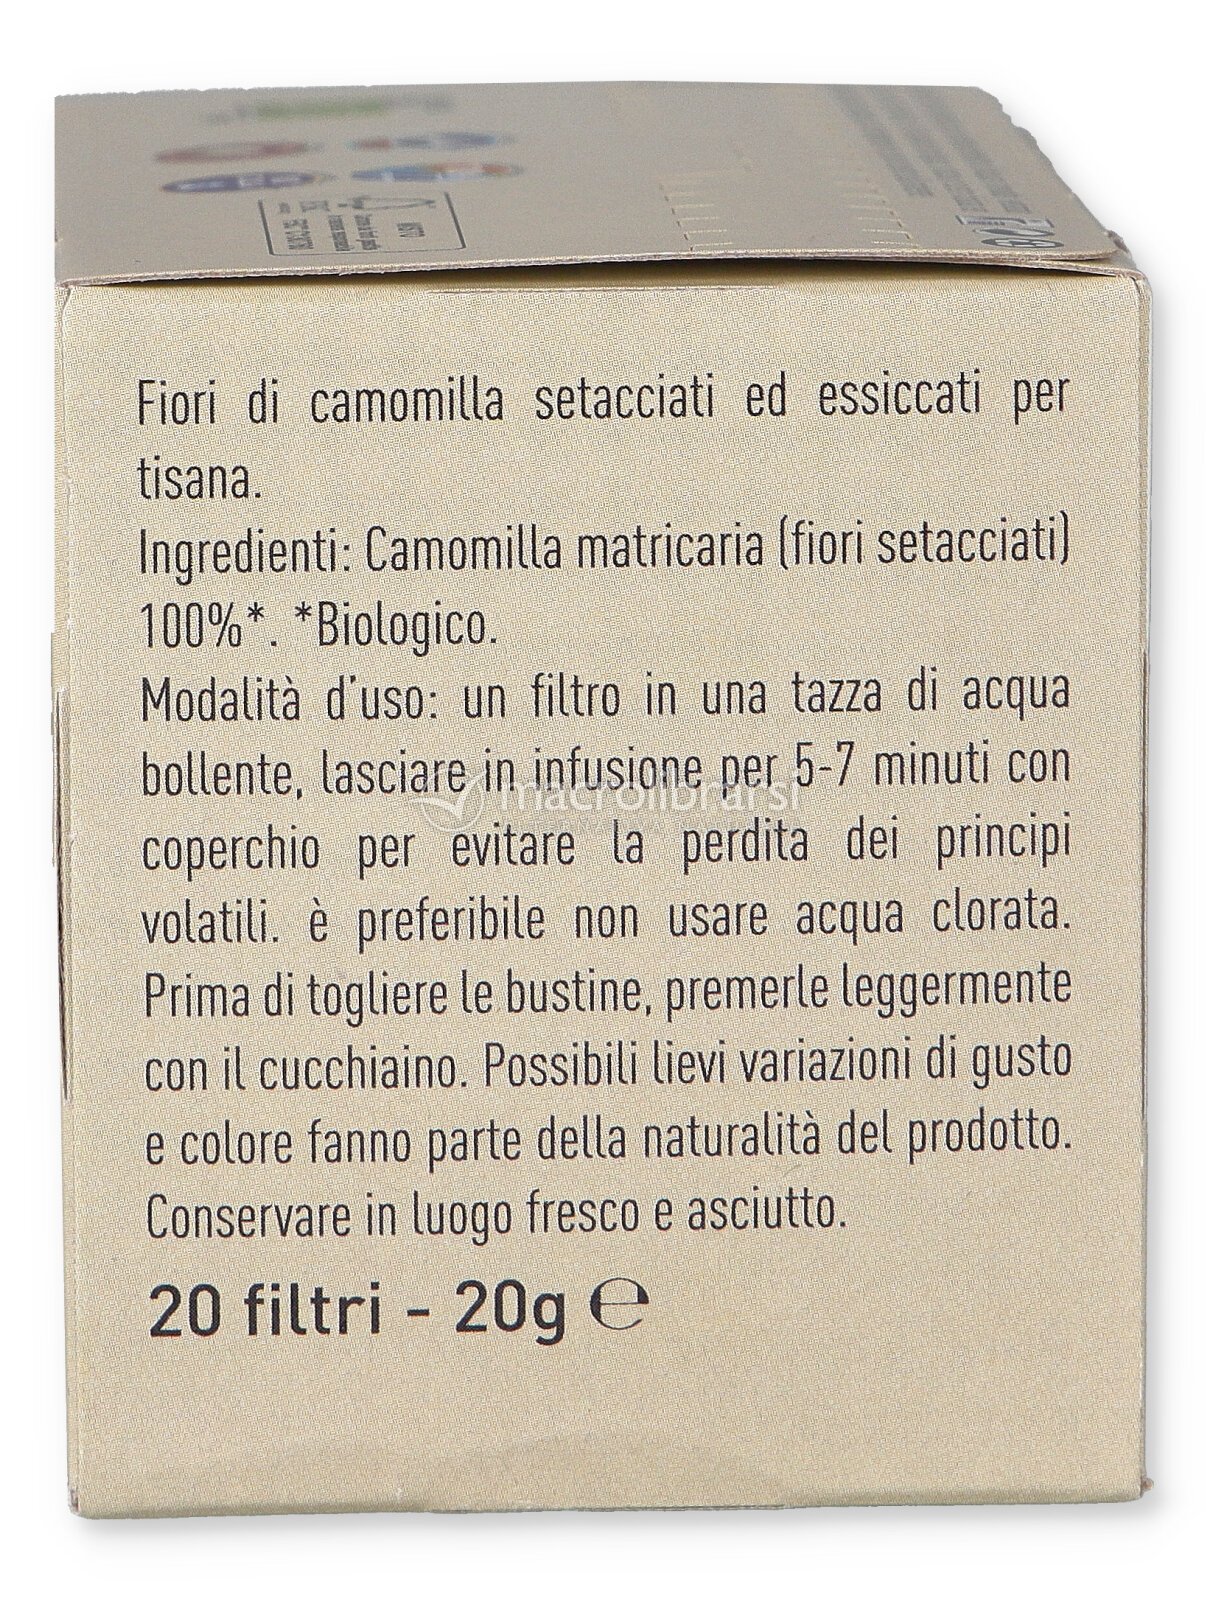 Fiori di camomilla setacciati ed essiccati per
tisana.
Ingredienti: Camomilla matricaria (fiori setacciati)
100%*. *Biologico.
Modalità d'uso: un filtro in una tazza di acqua
bollente, lasciare in infusione per 5-7 minuti con
macrolibrarsi
coperchio per evitare la perdita dei principi
volatili. è preferibile non usare acqua clorata.
Prima di togliere le bustine, premerle leggermente
con il cucchiaino. Possibili lievi variazioni di gusto
e colore fanno parte della naturalità del prodotto.
Conservare in luogo fresco e asciutto.
20 filtri - 20g ℮